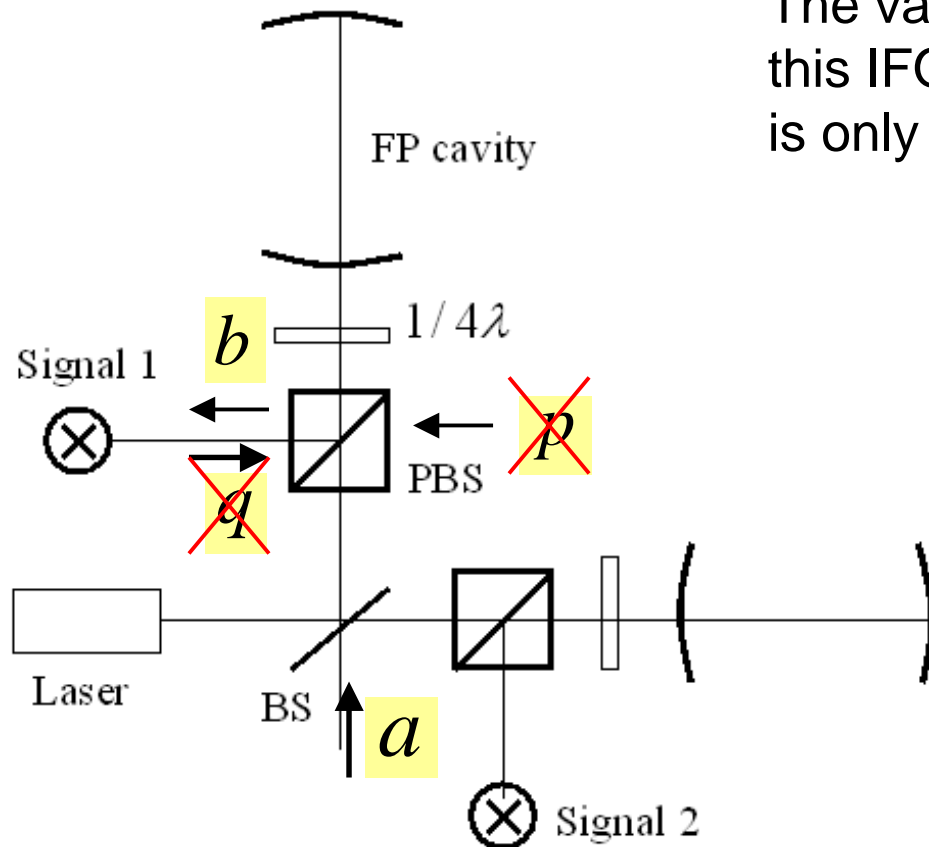 The va
this IFO
is only
FP cavity
1/4λ
b
Signal 1
p
PBS
q
Laser
BS
a
Signal 2